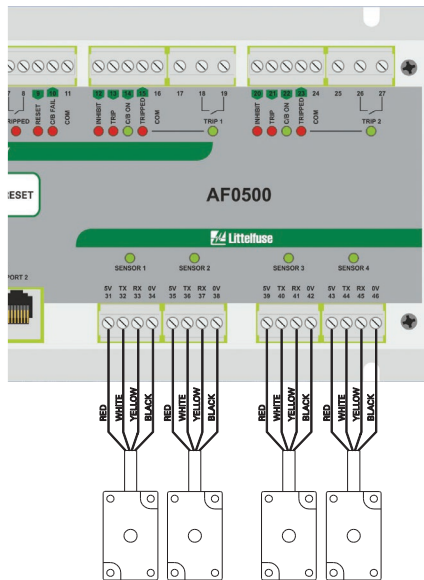 7 8 9 10 11 12 13 14 15 16 17 18 19 20 21 22 23 24 25 26 27
RIPPED RESET C/B FAIL COM INHIBIT TRIP C/B ON TRIPPED COM TRIP 1 INHIBIT TRIP C/B ON TRIPPED COM TRIP 2
RESET
AF0500
Littelfuse
SENSOR 1 SENSOR 2 SENSOR 3 SENSOR 4
PORT 2
5V TX RX 0V 5V TX RX 0V 5V TX RX 0V 5V TX RX 0V
31 32 33 34 35 36 37 38 39 40 41 42 43 44 45 46
RED WHITE YELLOW BLACK RED WHITE YELLOW BLACK RED WHITE YELLOW BLACK RED WHITE YELLOW BLACK